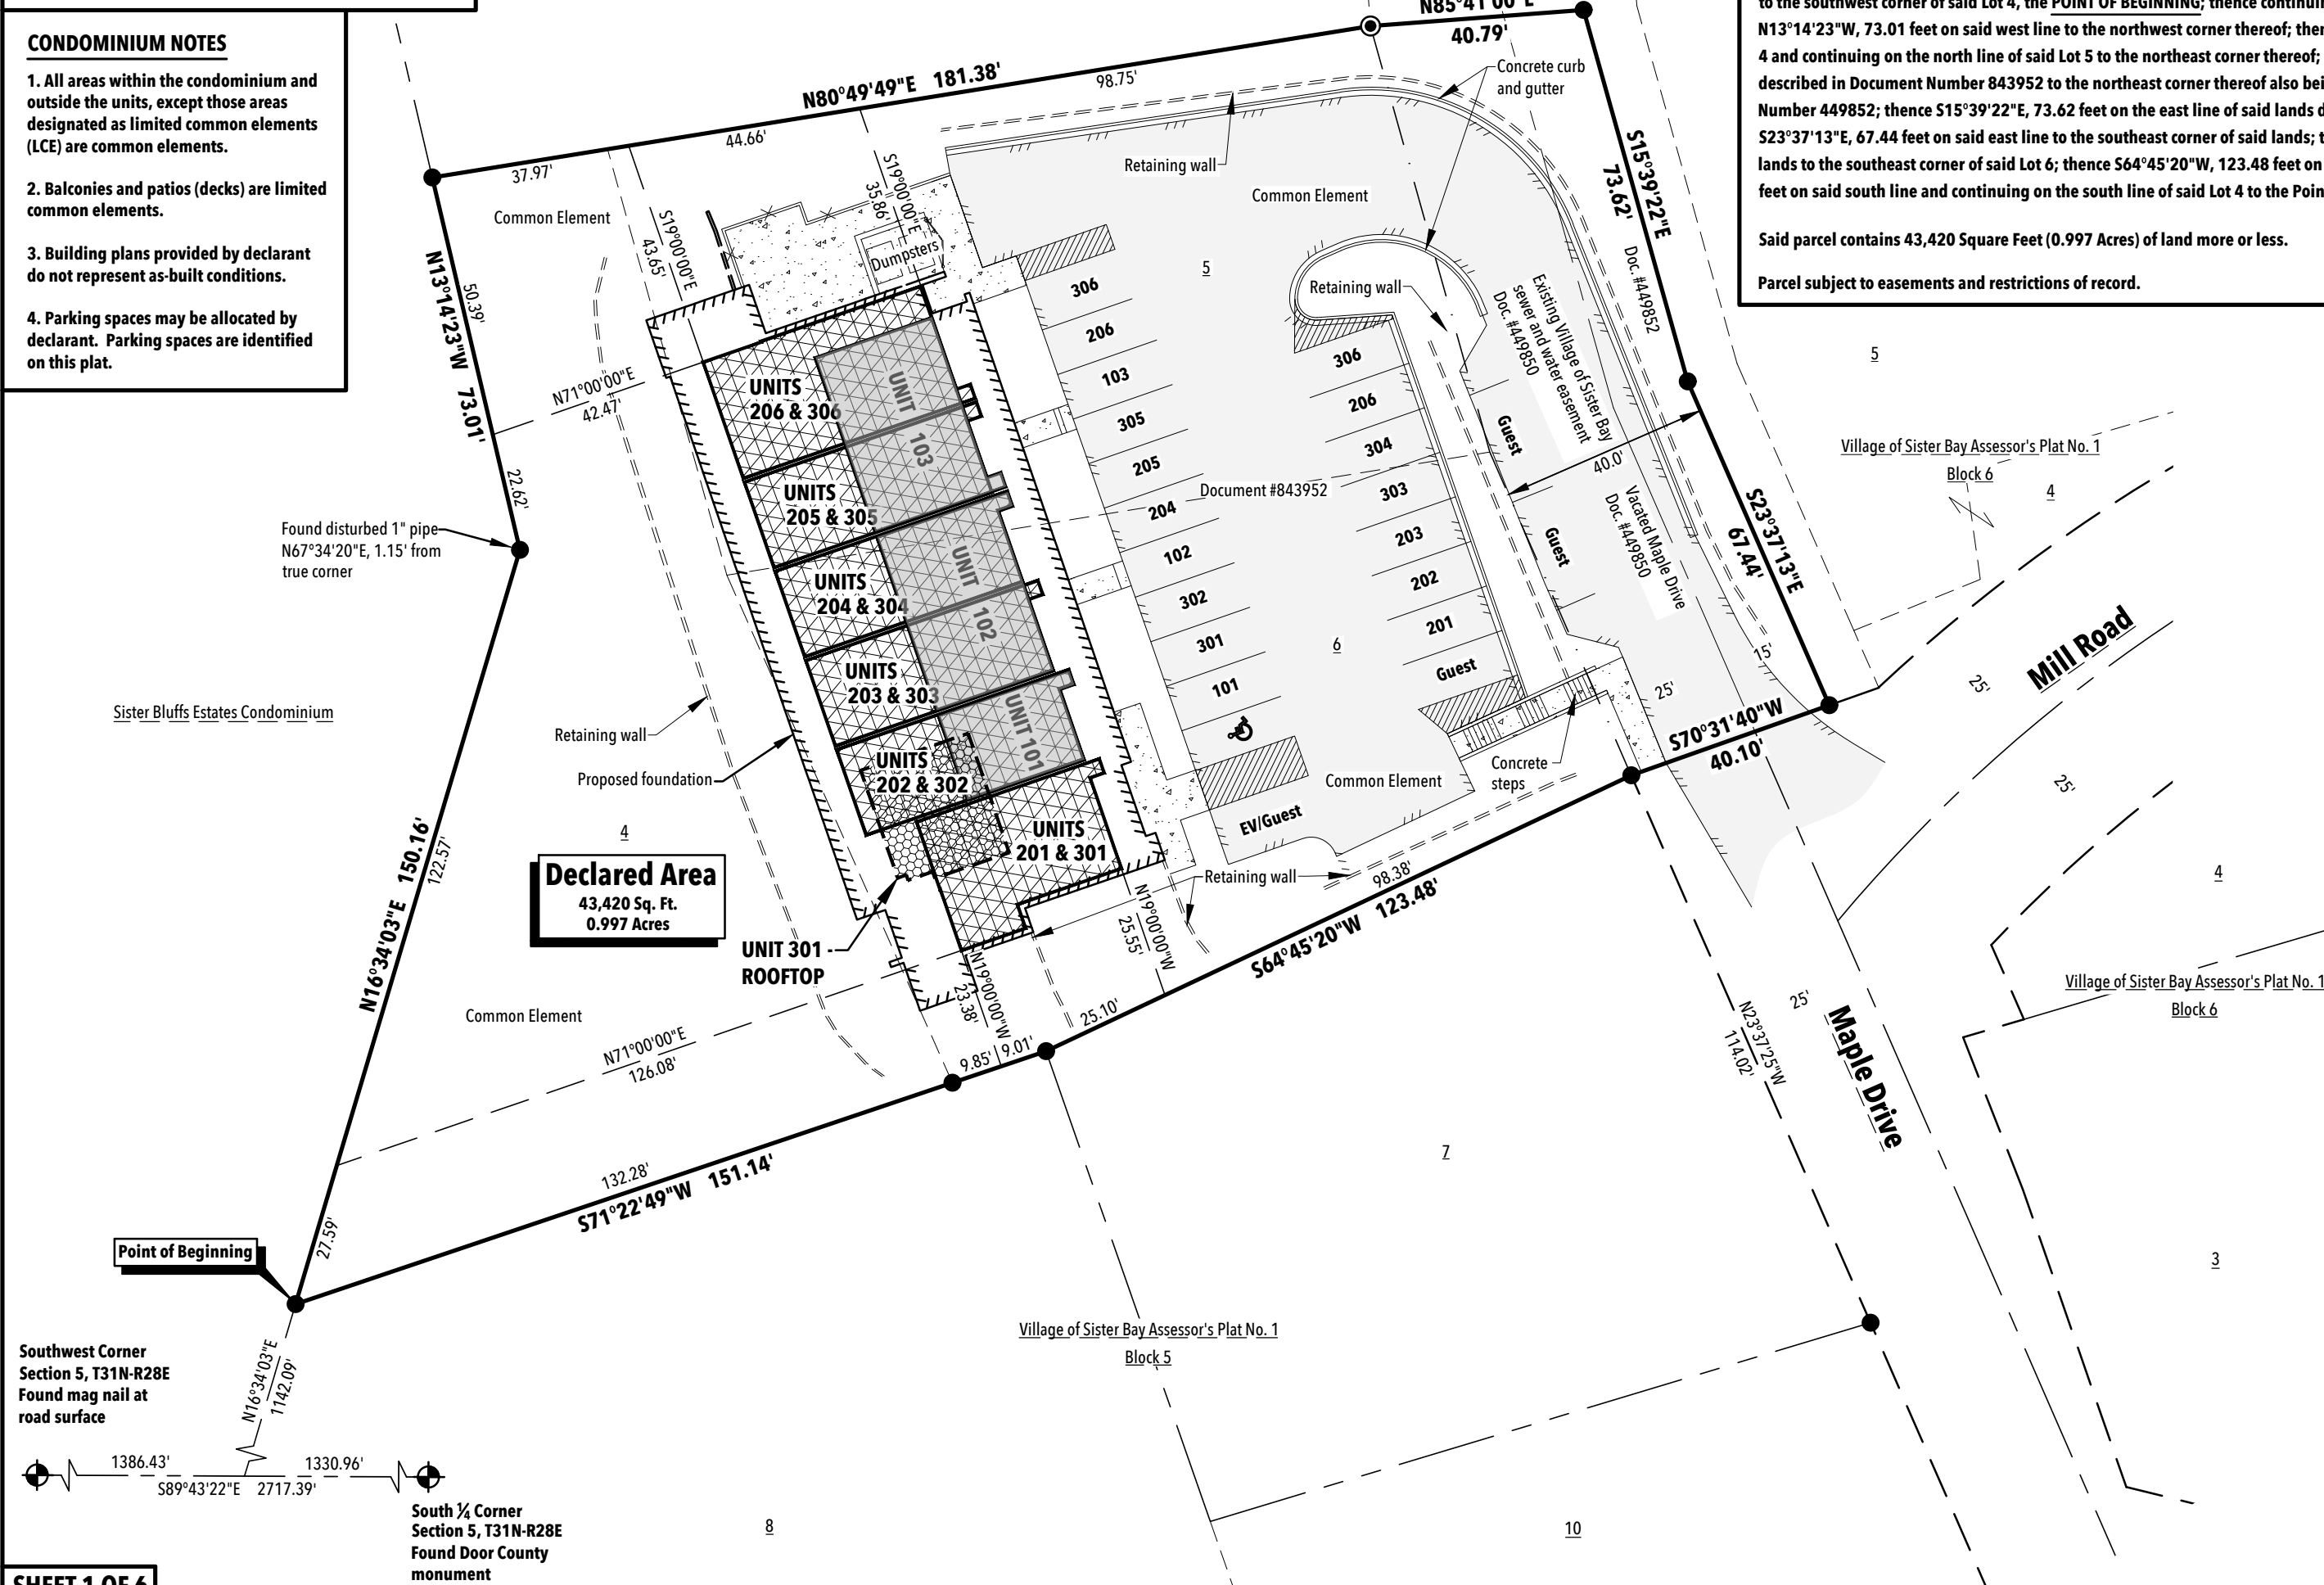 CONDOMINIUM NOTES
1. All areas within the condominium and
outside the units, except those areas
designated as limited common elements
(LCE) are common elements.
2. Balconies and patios (decks) are limited
common elements.
3. Building plans provided by declarant
do not represent as-built conditions.
4. Parking spaces may be allocated by
declarant. Parking spaces are identified
on this plat.
to the southwest corner of said Lot 4, the POINT OF BEGINNING; thence
N13°14'23"W, 73.01 feet on said west line to the northwest corner thereof;
4 and continuing on the north line of said Lot 5 to the northeast corner thereof;
described in Document Number 843952 to the northeast corner thereof also
Number 449852; thence S15°39'22"E, 73.62 feet on the east line of said lands
S23°37'13"E, 67.44 feet on said east line to the southeast corner of said lands;
lands to the southeast corner of said Lot 6; thence S64°45'20"W, 123.48 feet on
feet on said south line and continuing on the south line of said Lot 4 to the
Said parcel contains 43,420 Square Feet (0.997 Acres) of land more or less.
Parcel subject to easements and restrictions of record.
N85°41'00"E
40.79'
N80°49'49"E 181.38'
98.75'
44.66'
37.97'
Concrete curb
and gutter
Retaining wall
Common Element
Common Element
S19°00'00"E
35.86'
S19°00'00"E
43.65'
Dumpsters
S15°39'22"E
73.62'
Doc. #449852
N13°14'23"W 73.01'
50.39'
22.62'
N71°00'00"E
42.47'
5
Retaining wall
Existing Village of Sister Bay
sewer and water easement
Doc. #449850
40.0'
Vacated Maple Drive
Doc. #449850
S23°37'13"E
67.44'
306
206
103
305
205
204
102
302
301
101
EV/Guest
306
206
304
303
203
202
201
Guest
Guest
Guest
Document #843952
6
UNITS
206 & 306
UNITS
205 & 305
UNITS
204 & 304
UNITS
203 & 303
UNITS
202 & 302
UNITS
201 & 301
UNIT
103
UNIT
102
UNIT 101
UNIT 301 -
ROOFTOP
Found disturbed 1" pipe
N67°34'20"E, 1.15' from
true corner
Sister Bluffs Estates Condominium
Retaining wall
Proposed foundation
4
Declared Area
43,420 Sq. Ft.
0.997 Acres
N16°34'03"E 150.16'
122.57'
27.59'
Common Element
N71°00'00"E
126.08'
Common Element
Concrete
steps
Retaining wall
98.38'
S64°45'20"W 123.48'
25.10'
N19°00'00"W
25.55'
N19°00'00"W
23.38'
9.85'
9.01'
132.28'
S71°22'49"W 151.14'
S70°31'40"W
40.10'
15'
25'
5
Village of Sister Bay Assessor's Plat No. 1
Block 6
4
Mill Road
25'
25'
4
Village of Sister Bay Assessor's Plat No. 1
Block 6
3
25'
N23°37'25"W
114.02'
Maple Drive
7
Point of Beginning
Southwest Corner
Section 5, T31N-R28E
Found mag nail at
road surface
N16°34'03"E
1142.09'
1386.43'
1330.96'
S89°43'22"E 2717.39'
South ¼ Corner
Section 5, T31N-R28E
Found Door County
monument
Village of Sister Bay Assessor's Plat No. 1
Block 5
8
10
SHEET 1 OF 6